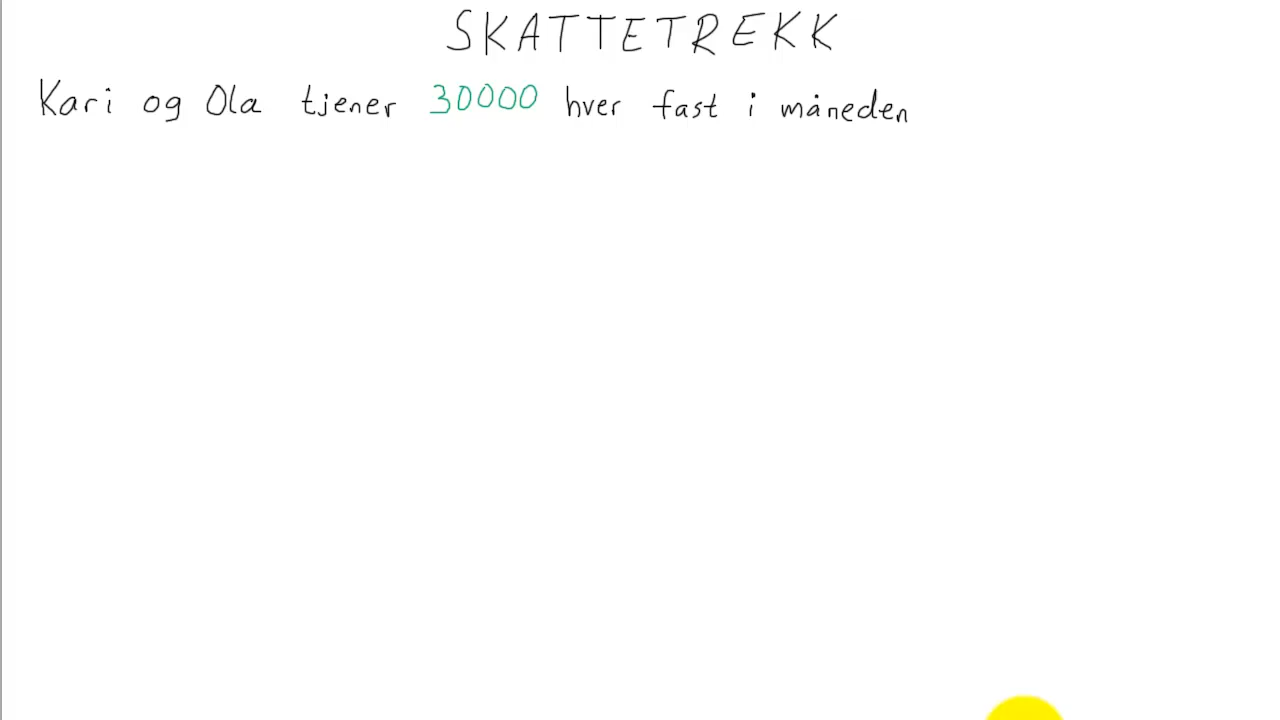 SKATTETREKK
Kari og Ola tjener 30000 hver fast i måneden